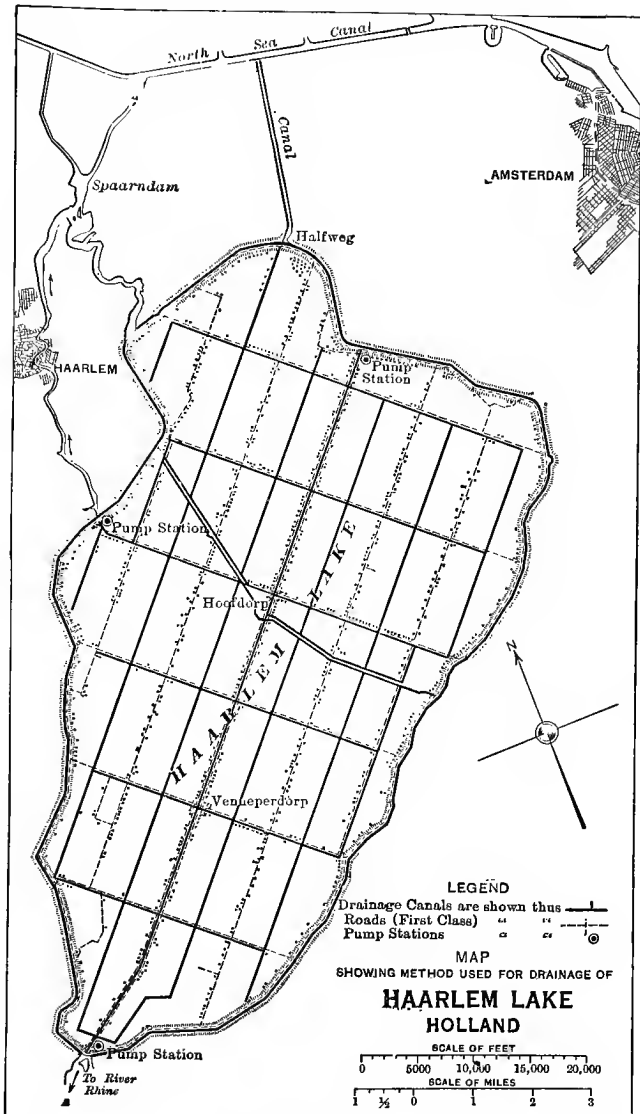 North Sea Canal
Canal
Spaarndam
AMSTERDAM
Halfweg
HAARLEM
Pump
Station
Pump Station
Hoofdorp
HAARLEM LAKE
N
Venneperdorp
LEGEND
Drainage Canals are shown thus
Roads (First Class) " "
Pump Stations " "
MAP
SHOWING METHOD USED FOR DRAINAGE OF
HAARLEM LAKE
HOLLAND
SCALE OF FEET
0 5000 10,000 15,000 20,000
SCALE OF MILES
1 ½ 0 1 2 3
Pump Station
To River
Rhine